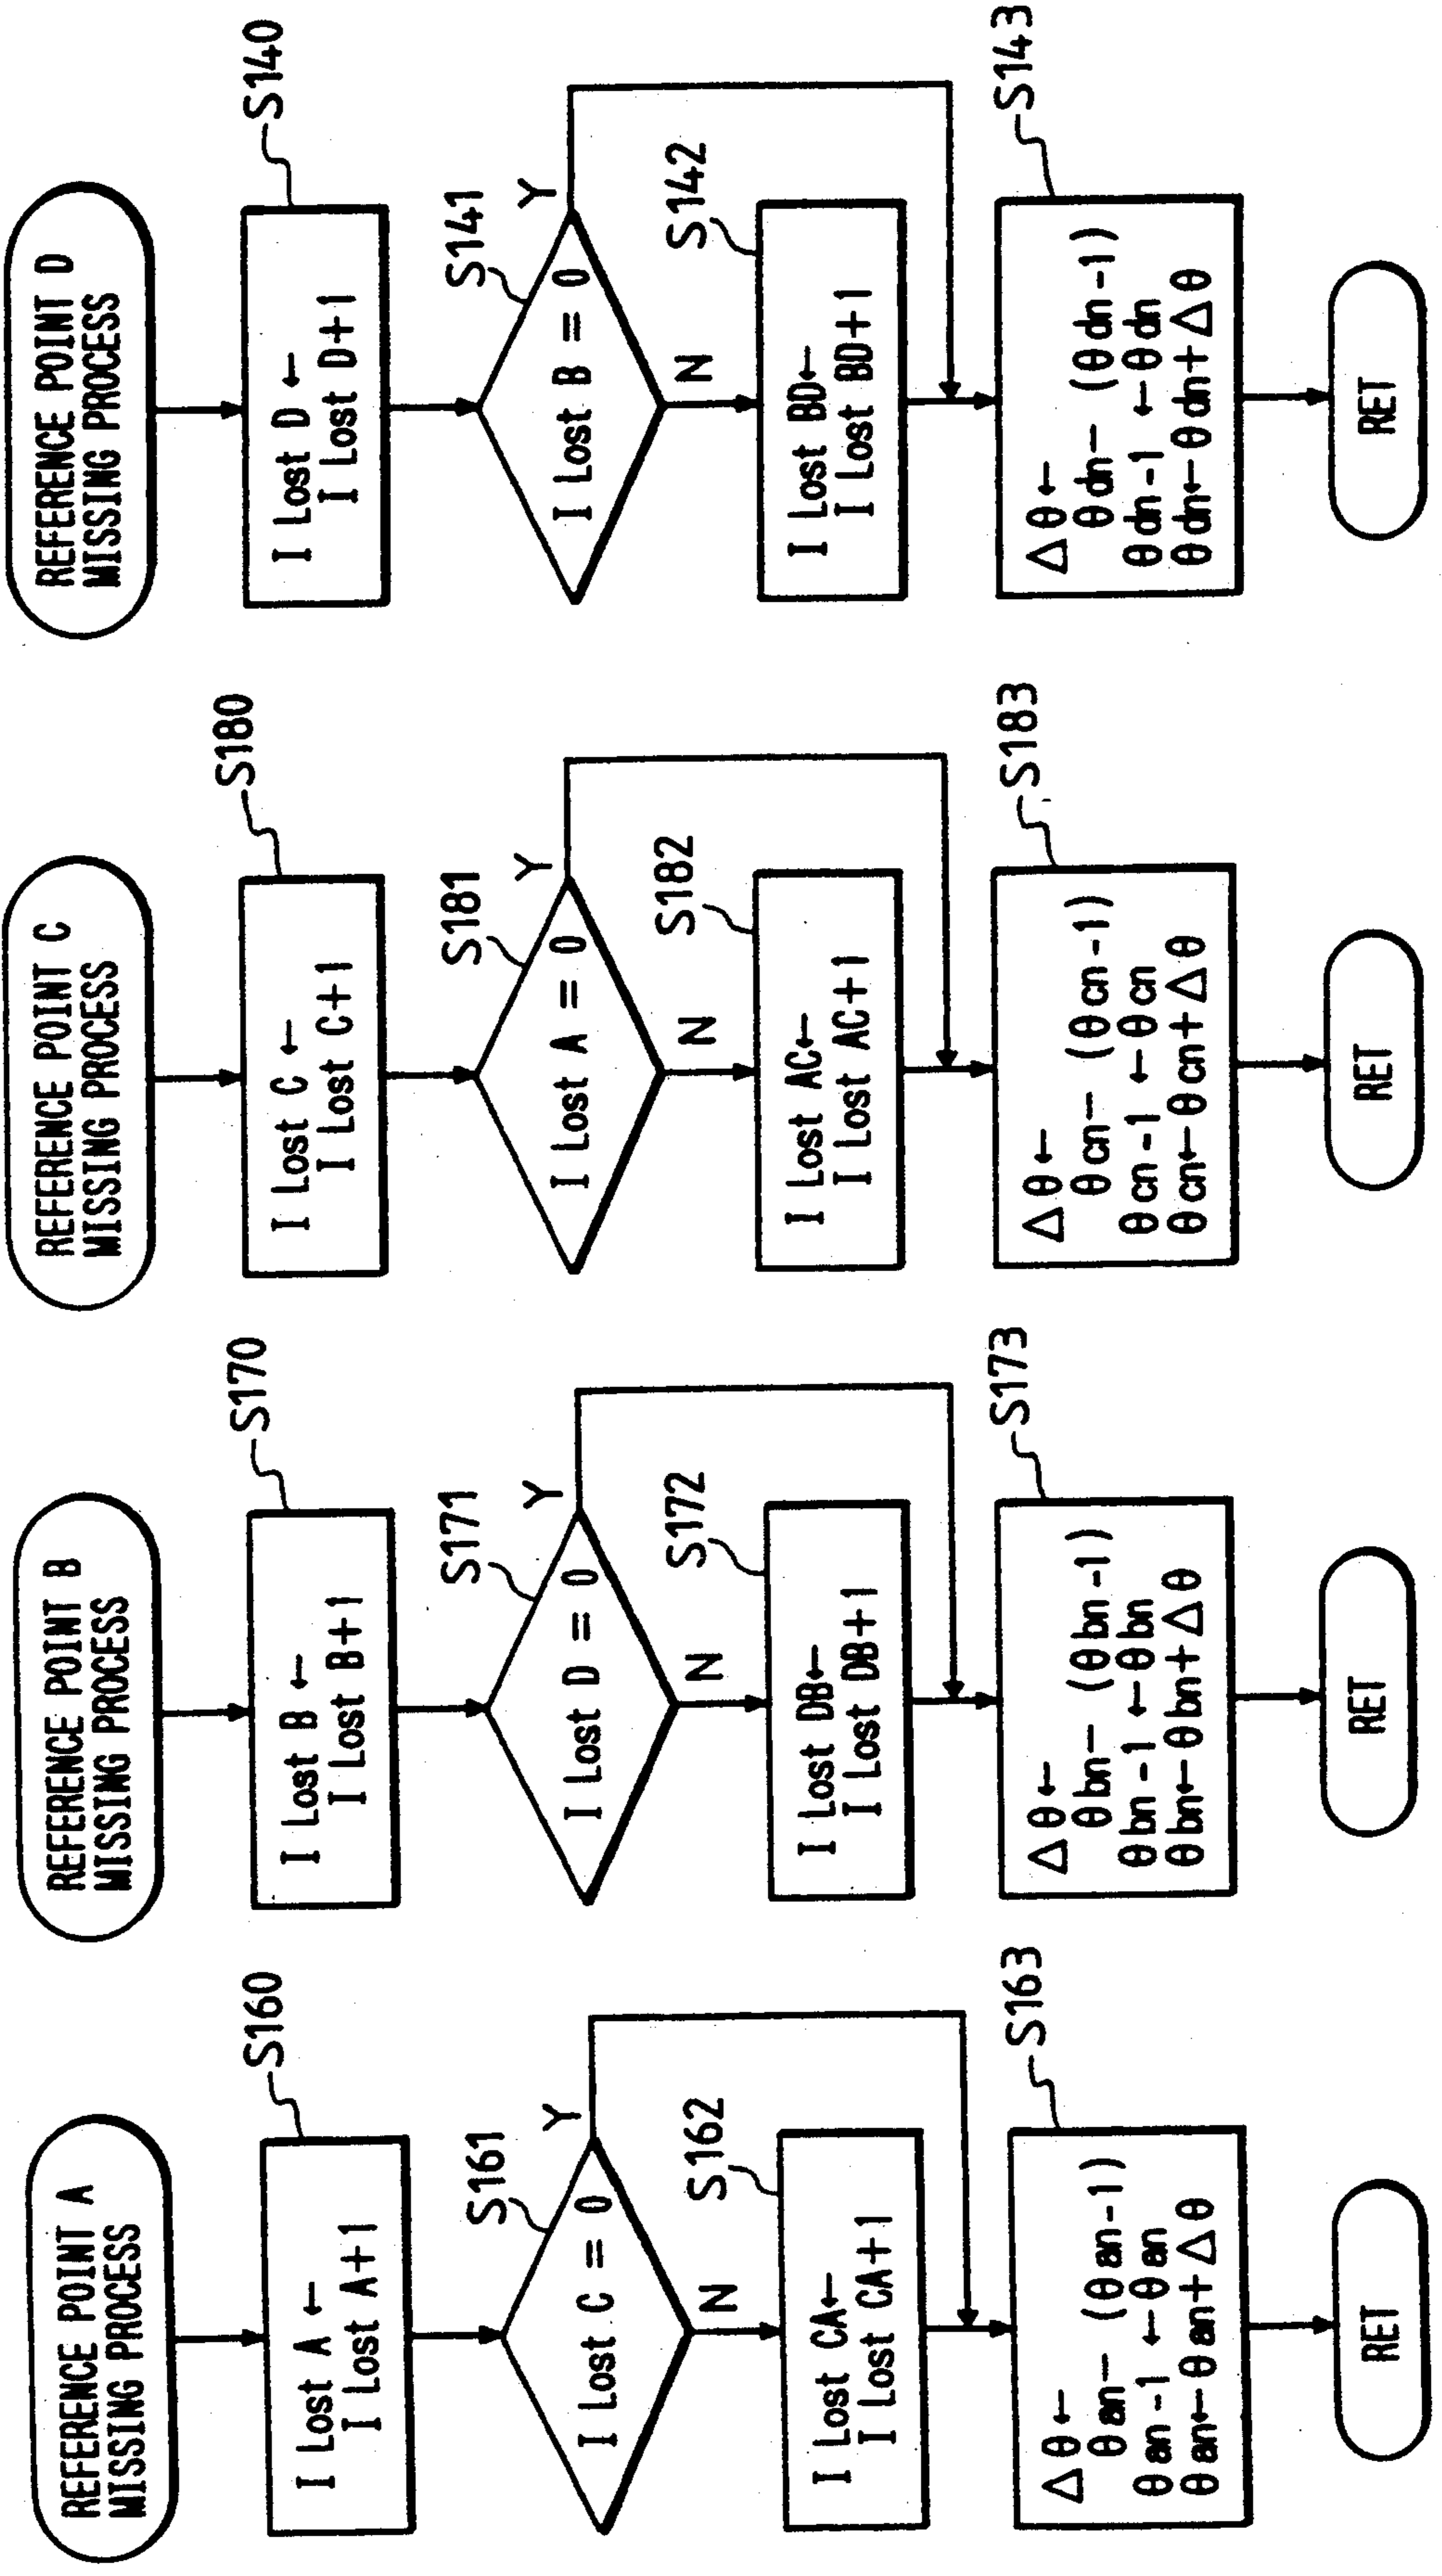 REFERENCE POINT A
MISSING PROCESS
S160
I Lost A ←
I Lost A+1
S161
I Lost C = 0
Y
N
S162
I Lost CA←
I Lost CA+1
S163
Δθ←
θan− (θan-1)
θan-1 ←θan
θan←θan+Δθ
RET
REFERENCE POINT B
MISSING PROCESS
S170
I Lost B ←
I Lost B+1
S171
I Lost D = 0
Y
N
S172
I Lost DB←
I Lost DB+1
S173
Δθ←
θbn− (θbn-1)
θbn-1 ←θbn
θbn←θbn+Δθ
RET
REFERENCE POINT C
MISSING PROCESS
S180
I Lost C ←
I Lost C+1
S181
I Lost A = 0
Y
N
S182
I Lost AC←
I Lost AC+1
S183
Δθ←
θcn− (θcn-1)
θcn-1 ←θcn
θcn←θcn+Δθ
RET
REFERENCE POINT D
MISSING PROCESS
S140
I Lost D ←
I Lost D+1
S141
I Lost B = 0
Y
N
S142
I Lost BD←
I Lost BD+1
S143
Δθ←
θdn− (θdn-1)
θdn-1 ←θdn
θdn←θdn+Δθ
RET